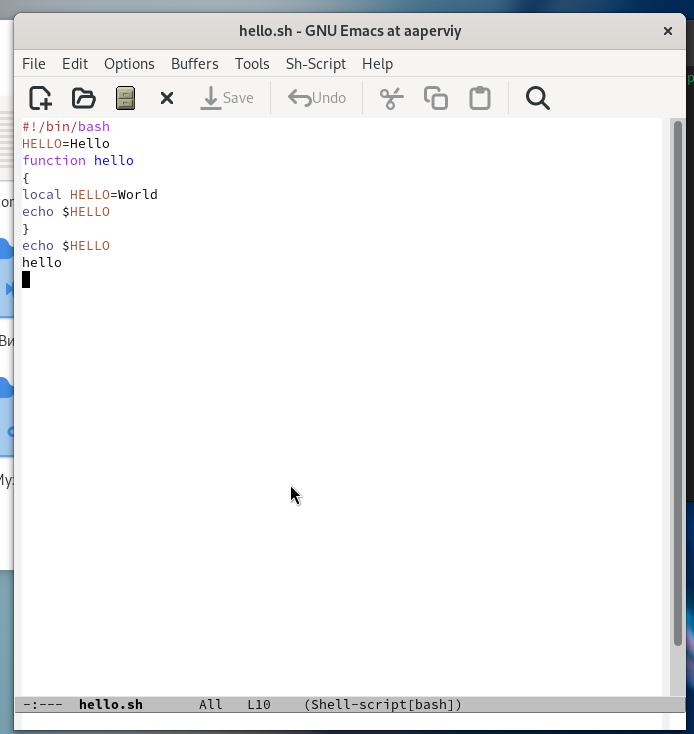 hello.sh - GNU Emacs at aaperviy
File Edit Options Buffers Tools Sh-Script Help
Save Undo
#!/bin/bash
HELLO=Hello
function hello
{
local HELLO=World
echo $HELLO
}
echo $HELLO
hello
-:--- hello.sh All L10 (Shell-script[bash])